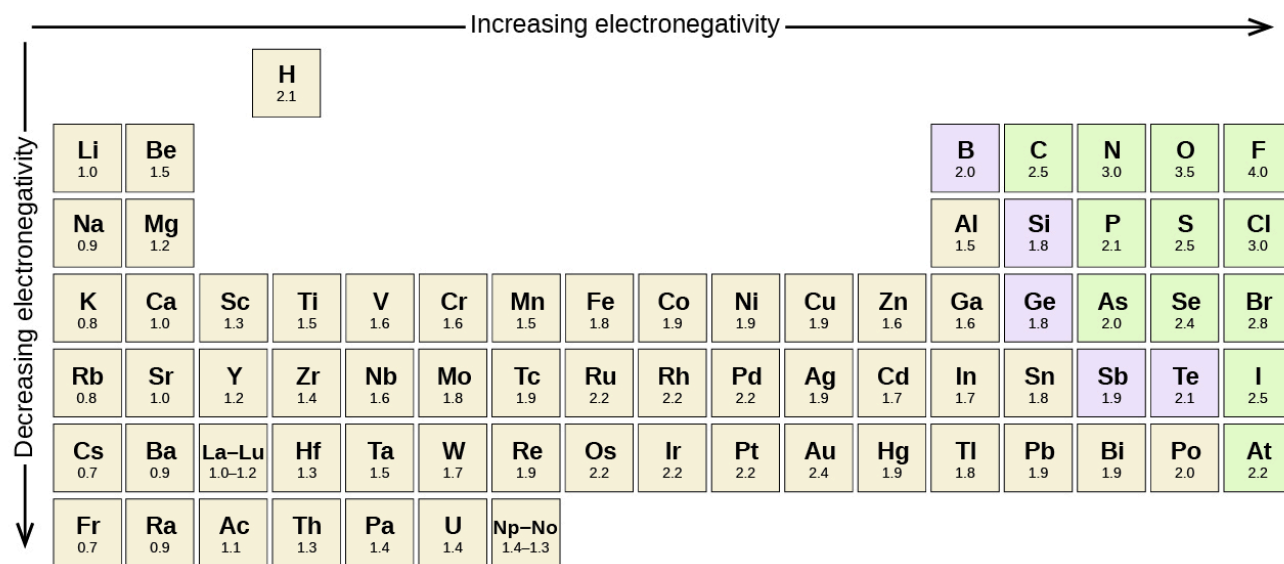 Increasing electronegativity
Decreasing electronegativity
H
2.1
Li Be B C N O F
1.0 1.5 2.0 2.5 3.0 3.5 4.0
Na Mg Al Si P S Cl
0.9 1.2 1.5 1.8 2.1 2.5 3.0
K Ca Sc Ti V Cr Mn Fe Co Ni Cu Zn Ga Ge As Se Br
0.8 1.0 1.3 1.5 1.6 1.6 1.5 1.8 1.9 1.9 1.9 1.6 1.6 1.8 2.0 2.4 2.8
Rb Sr Y Zr Nb Mo Tc Ru Rh Pd Ag Cd In Sn Sb Te I
0.8 1.0 1.2 1.4 1.6 1.8 1.9 2.2 2.2 2.2 1.9 1.7 1.7 1.8 1.9 2.1 2.5
Cs Ba La–Lu Hf Ta W Re Os Ir Pt Au Hg Tl Pb Bi Po At
0.7 0.9 1.0–1.2 1.3 1.5 1.7 1.9 2.2 2.2 2.2 2.4 1.9 1.8 1.9 1.9 2.0 2.2
Fr Ra Ac Th Pa U Np–No
0.7 0.9 1.1 1.3 1.4 1.4 1.4–1.3